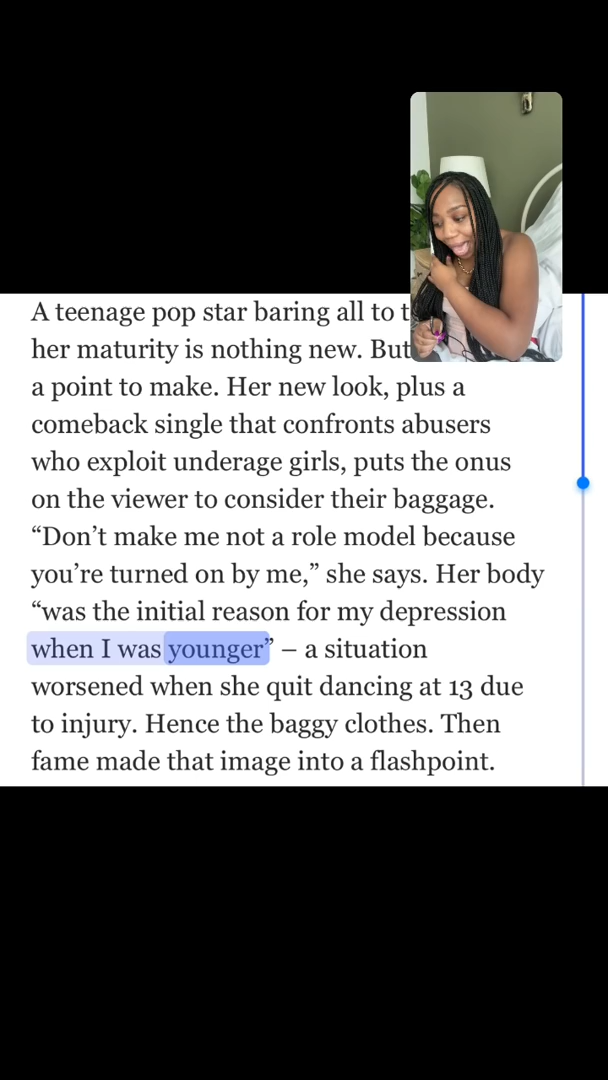 A teenage pop star baring all to
her maturity is nothing new. But
a point to make. Her new look, plus a
comeback single that confronts abusers
who exploit underage girls, puts the onus
on the viewer to consider their baggage.
“Don’t make me not a role model because
you’re turned on by me,” she says. Her body
“was the initial reason for my depression
when I was younger” – a situation
worsened when she quit dancing at 13 due
to injury. Hence the baggy clothes. Then
fame made that image into a flashpoint.